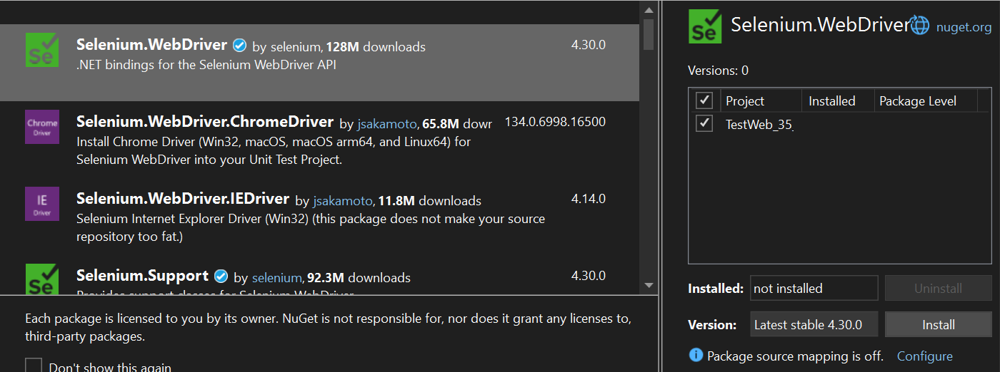 Selenium.WebDriver by selenium, 128M downloads 4.30.0
.NET bindings for the Selenium WebDriver API
Selenium.WebDriver.ChromeDriver by jsakamoto, 65.8M dowr 134.0.6998.16500
Install Chrome Driver (Win32, macOS, macOS arm64, and Linux64) for
Selenium WebDriver into your Unit Test Project.
Chrome
Driver
Selenium.WebDriver.IEDriver by jsakamoto, 11.8M downloads 4.14.0
Selenium Internet Explorer Driver (Win32) (this package does not make your source
repository too fat.)
IE
Driver
Selenium.Support by selenium, 92.3M downloads 4.30.0
Provides support classes for Selenium WebDriver
Se
Se
Each package is licensed to you by its owner. NuGet is not responsible for, nor does it grant any licenses to,
third-party packages.
Don't show this again
Se
Selenium.WebDriver nuget.org
Versions: 0
Project Installed Package Level
TestWeb_35_
Installed: not installed Uninstall
Version: Latest stable 4.30.0 Install
Package source mapping is off. Configure